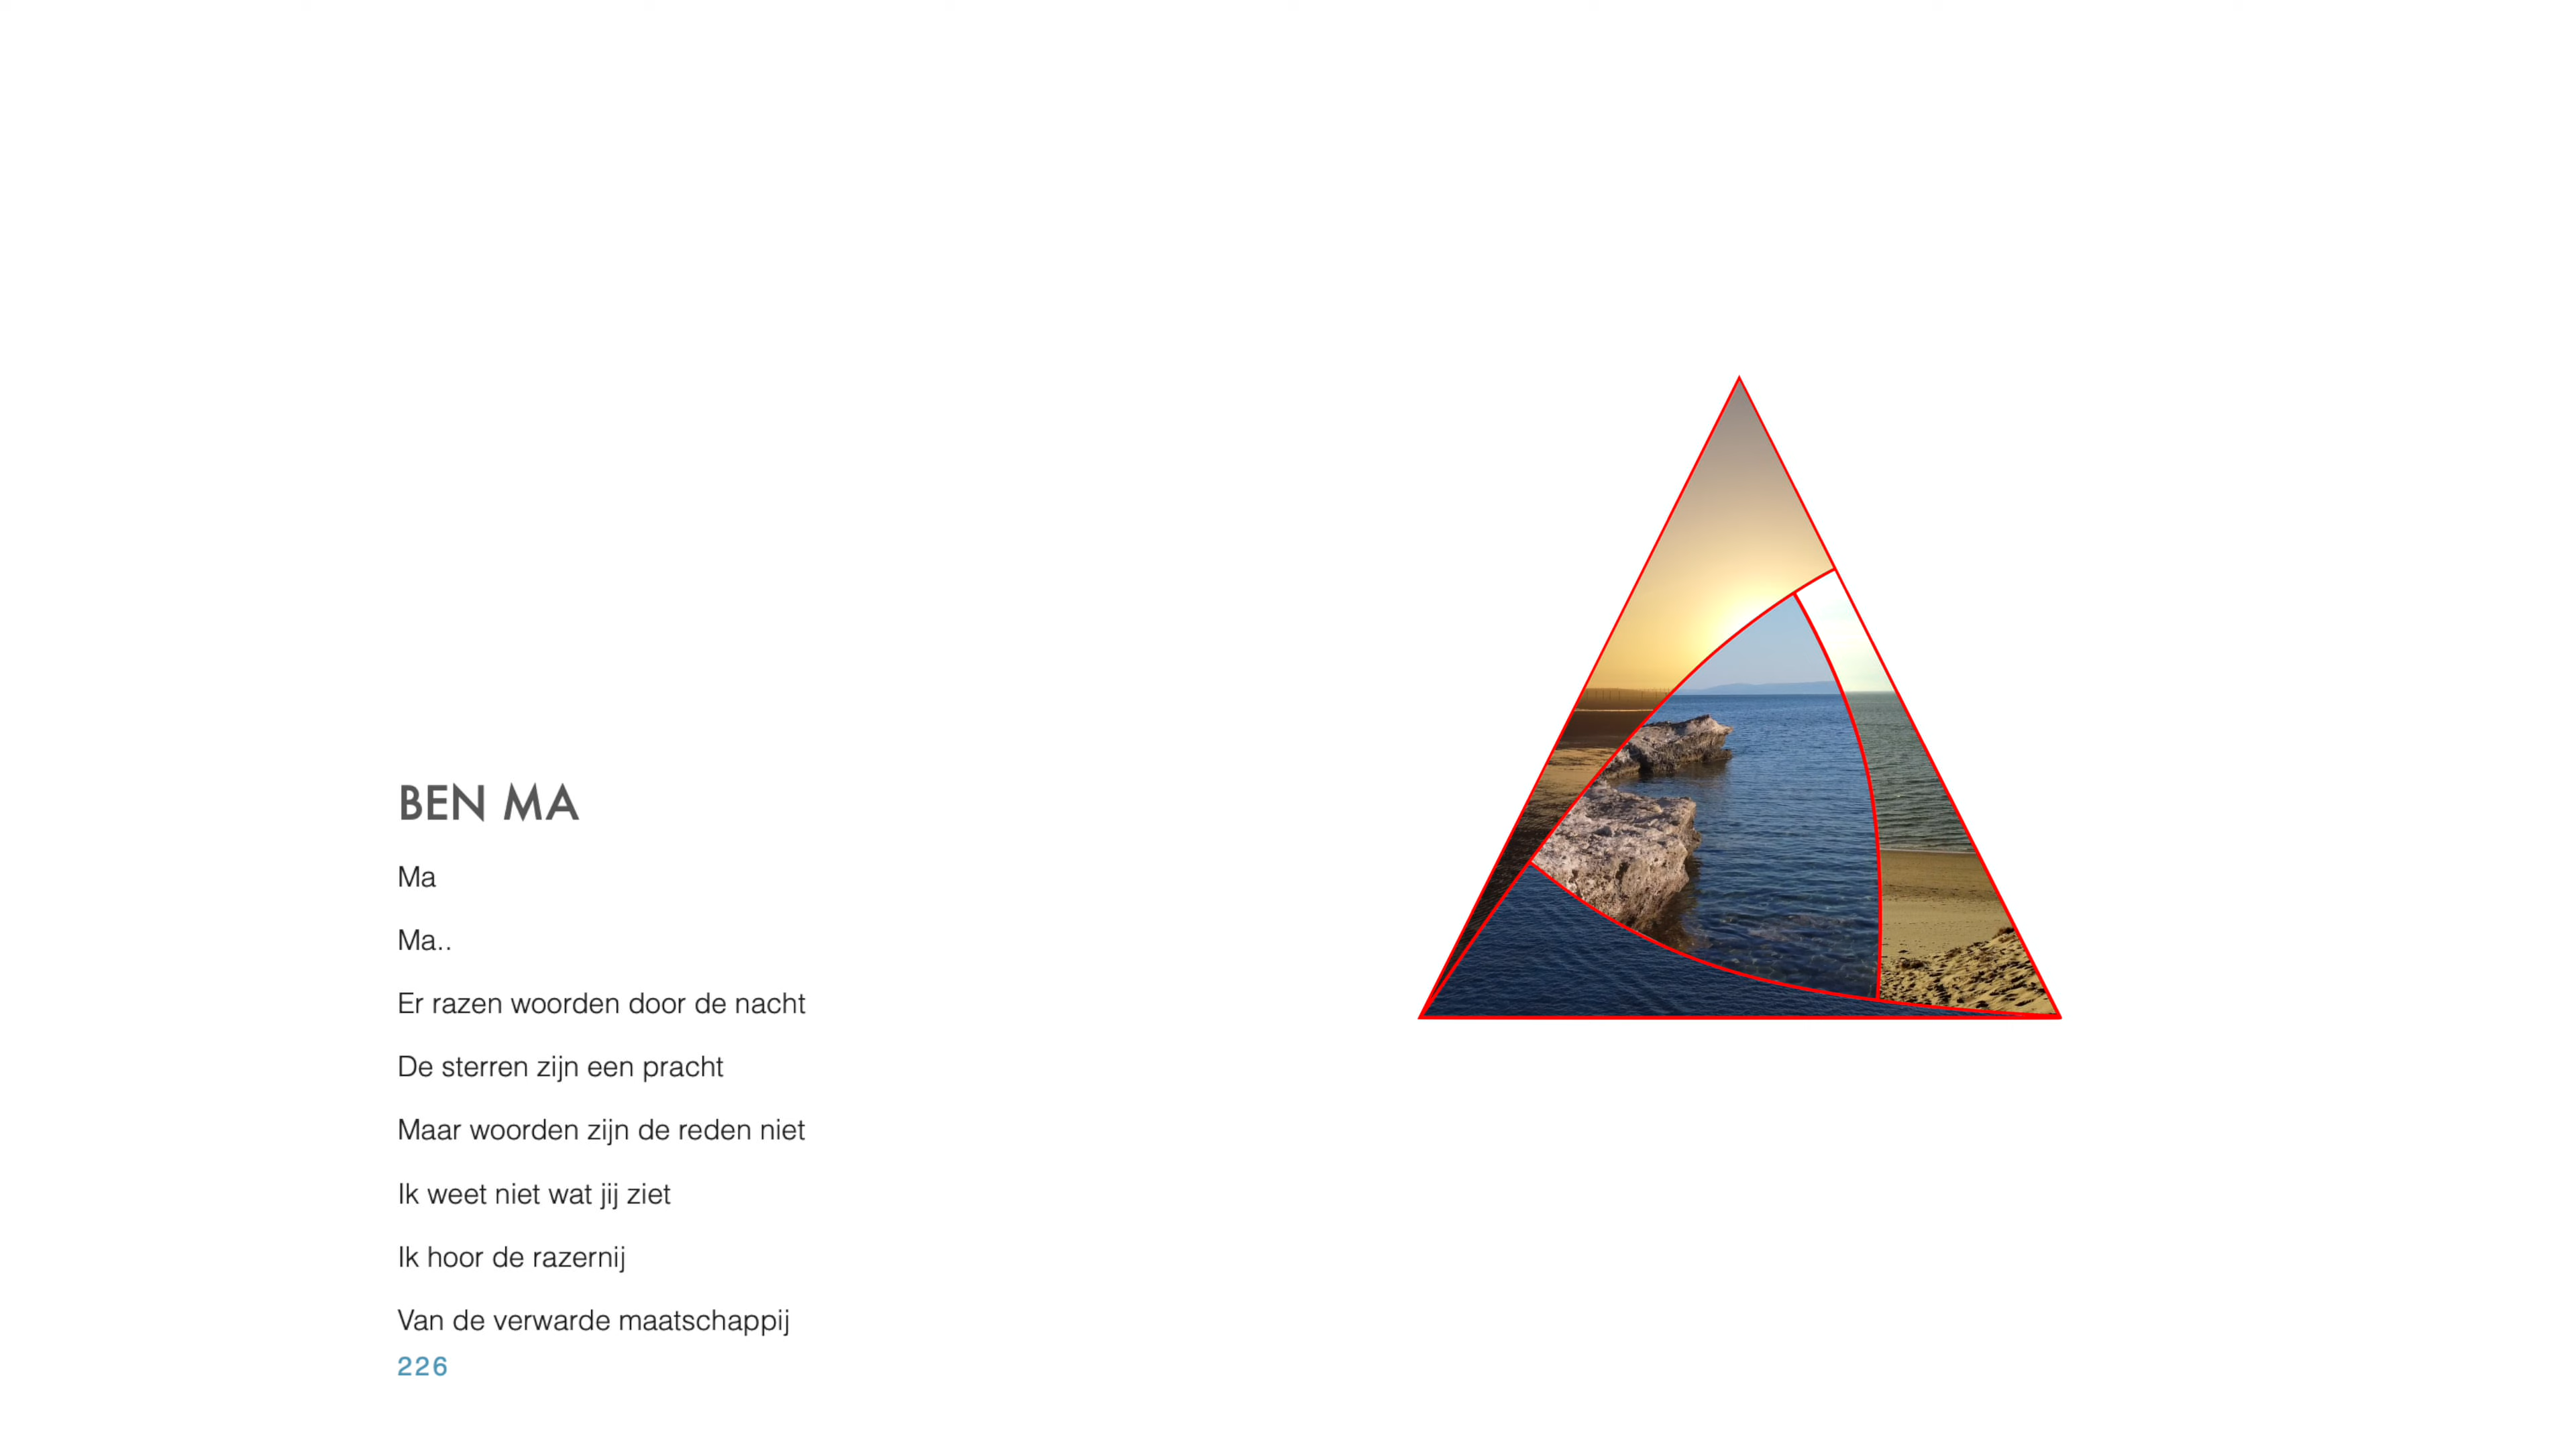 BEN MA
Ma
Ma..
Er razen woorden door de nacht
De sterren zijn een pracht
Maar woorden zijn de reden niet
Ik weet niet wat jij ziet
Ik hoor de razernij
Van de verwarde maatschappij
226